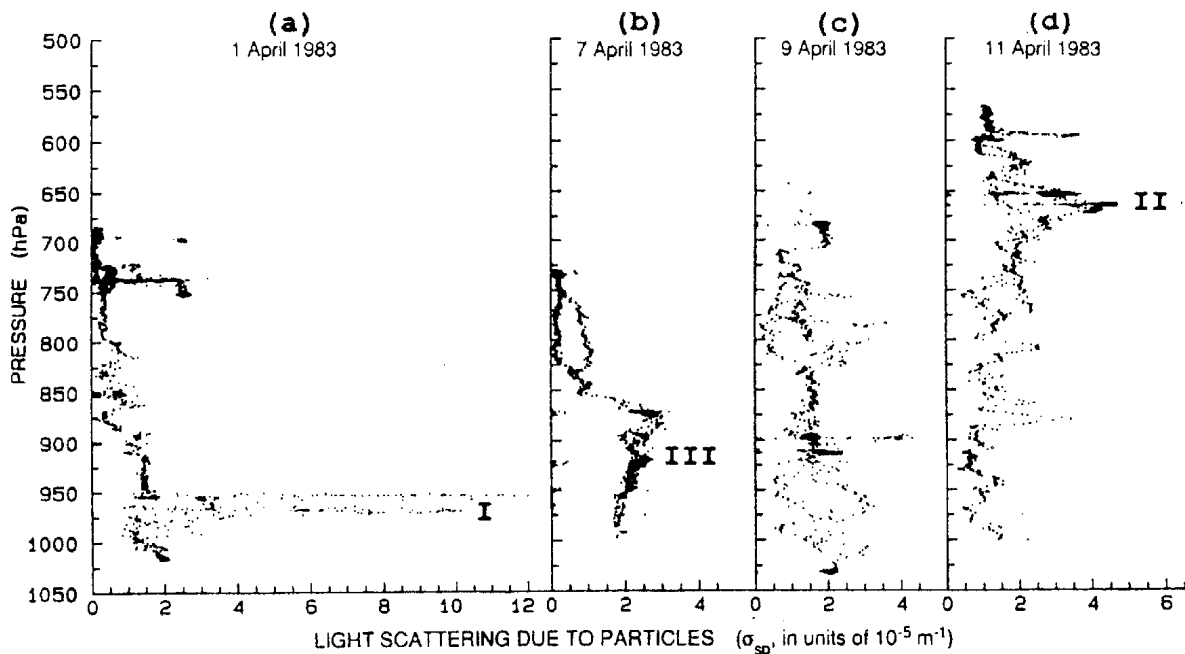 (a) (b) (c) (d)
1 April 1983 7 April 1983 9 April 1983 11 April 1983
500
550
600
650
700
750
800
850
900
950
1000
1050
PRESSURE (hPa)
I
II
III
0 2 4 6 8 10 12 0 2 4 0 2 4 0 2 4 6
LIGHT SCATTERING DUE TO PARTICLES (σsp, in units of 10-5 m-1)